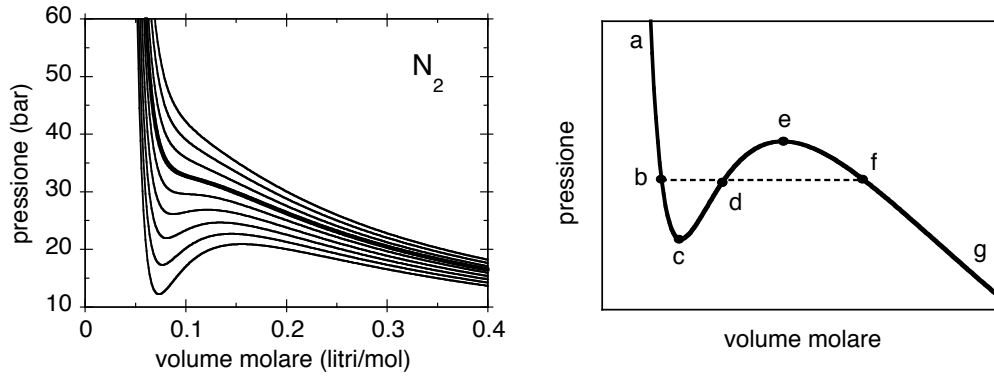 60
50
40
30
20
10
pressione (bar)
N2
0
0.1
0.2
0.3
0.4
volume molare (litri/mol)
pressione
a
b
c
d
e
f
g
volume molare